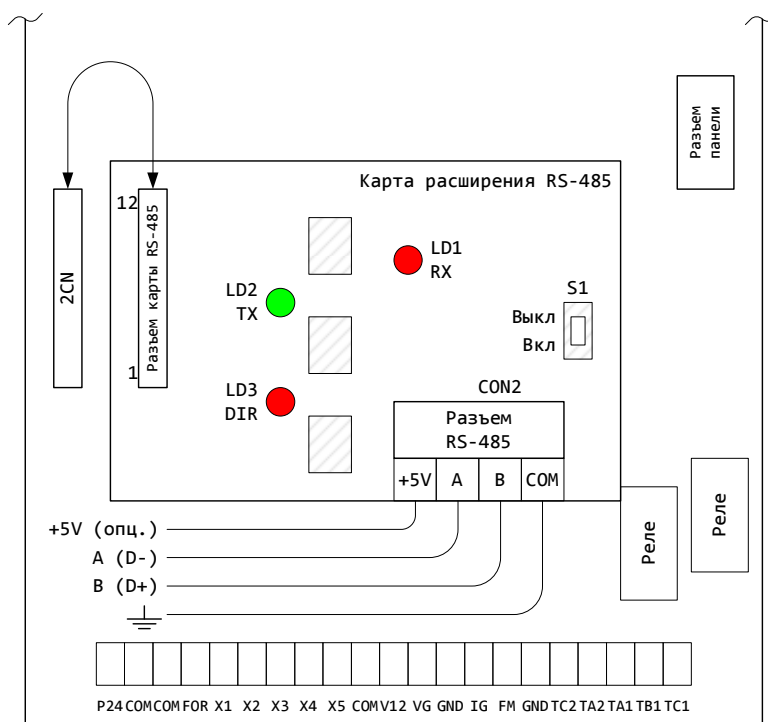 Разъем
панели
Карта расширения RS-485
12
Разъем карты RS-485
1
2CN
LD1
RX
LD2
TX
S1
Выкл
Вкл
LD3
DIR
CON2
Разъем
RS-485
+5V A B COM
+5V (опц.)
A (D-)
B (D+)
Реле
Реле
P24 COM COM FOR X1 X2 X3 X4 X5 COM V12 VG GND IG FM GND TC2 TA2 TA1 TB1 TC1